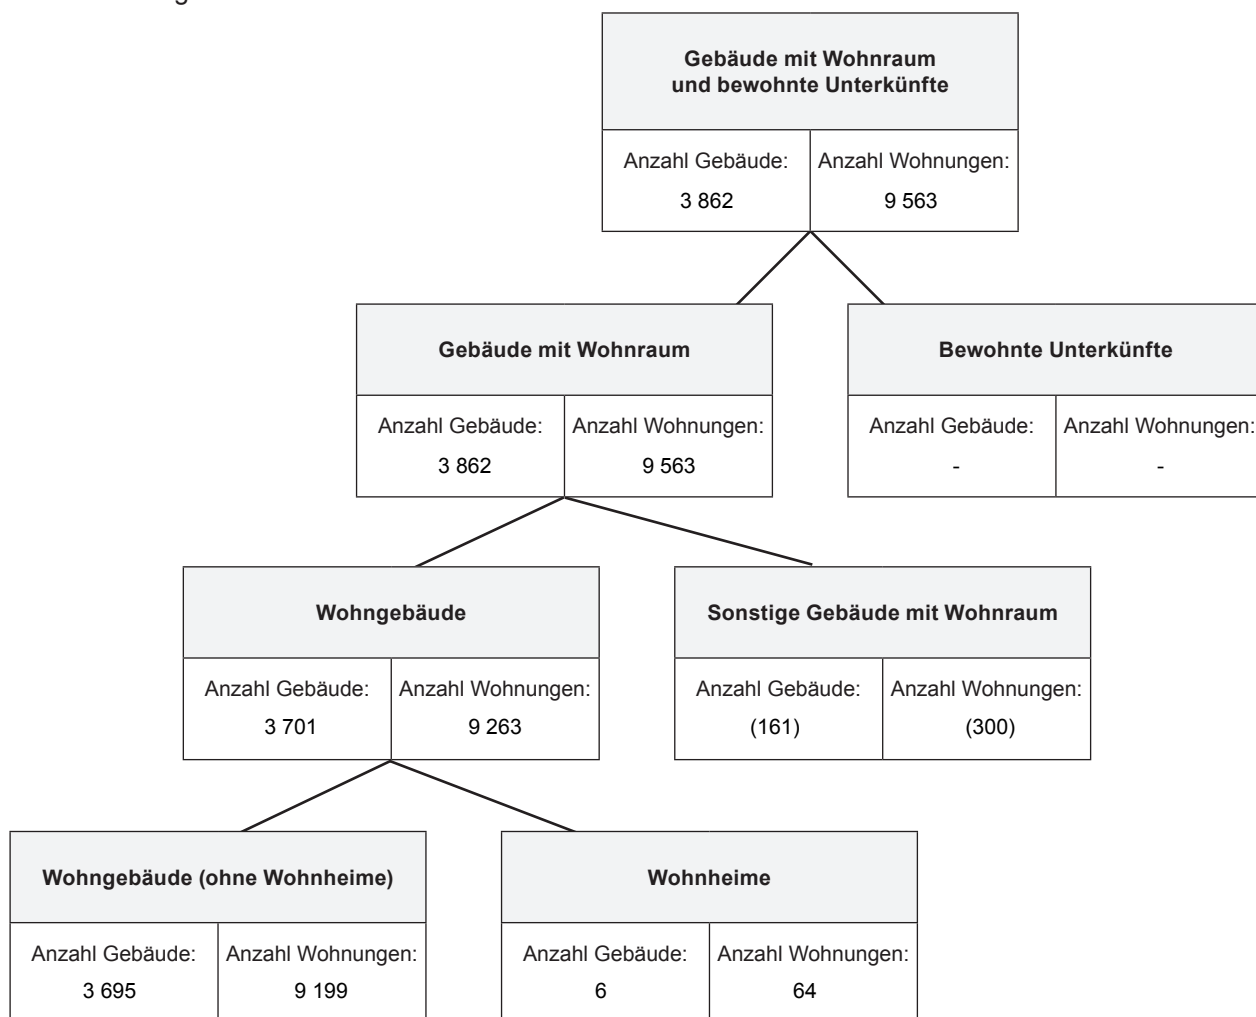 Gebäude mit Wohnraum
und bewohnte Unterkünfte
Anzahl Gebäude: Anzahl Wohnungen:
3 862 9 563
Gebäude mit Wohnraum Bewohnte Unterkünfte
Anzahl Gebäude: Anzahl Wohnungen: Anzahl Gebäude: Anzahl Wohnungen:
3 862 9 563 - -
Wohngebäude Sonstige Gebäude mit Wohnraum
Anzahl Gebäude: Anzahl Wohnungen: Anzahl Gebäude: Anzahl Wohnungen:
3 701 9 263 (161) (300)
Wohngebäude (ohne Wohnheime) Wohnheime
Anzahl Gebäude: Anzahl Wohnungen: Anzahl Gebäude: Anzahl Wohnungen:
3 695 9 199 6 64